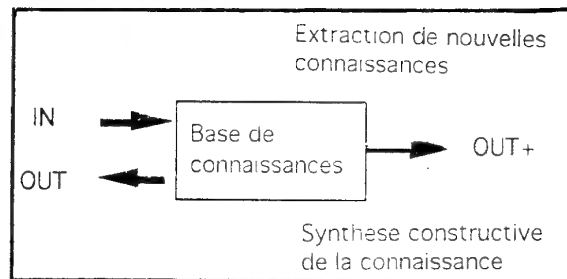 Extraction de nouvelles
connaissances
IN
Base de
connaissances
OUT
OUT+
Synthese constructive
de la connaissance